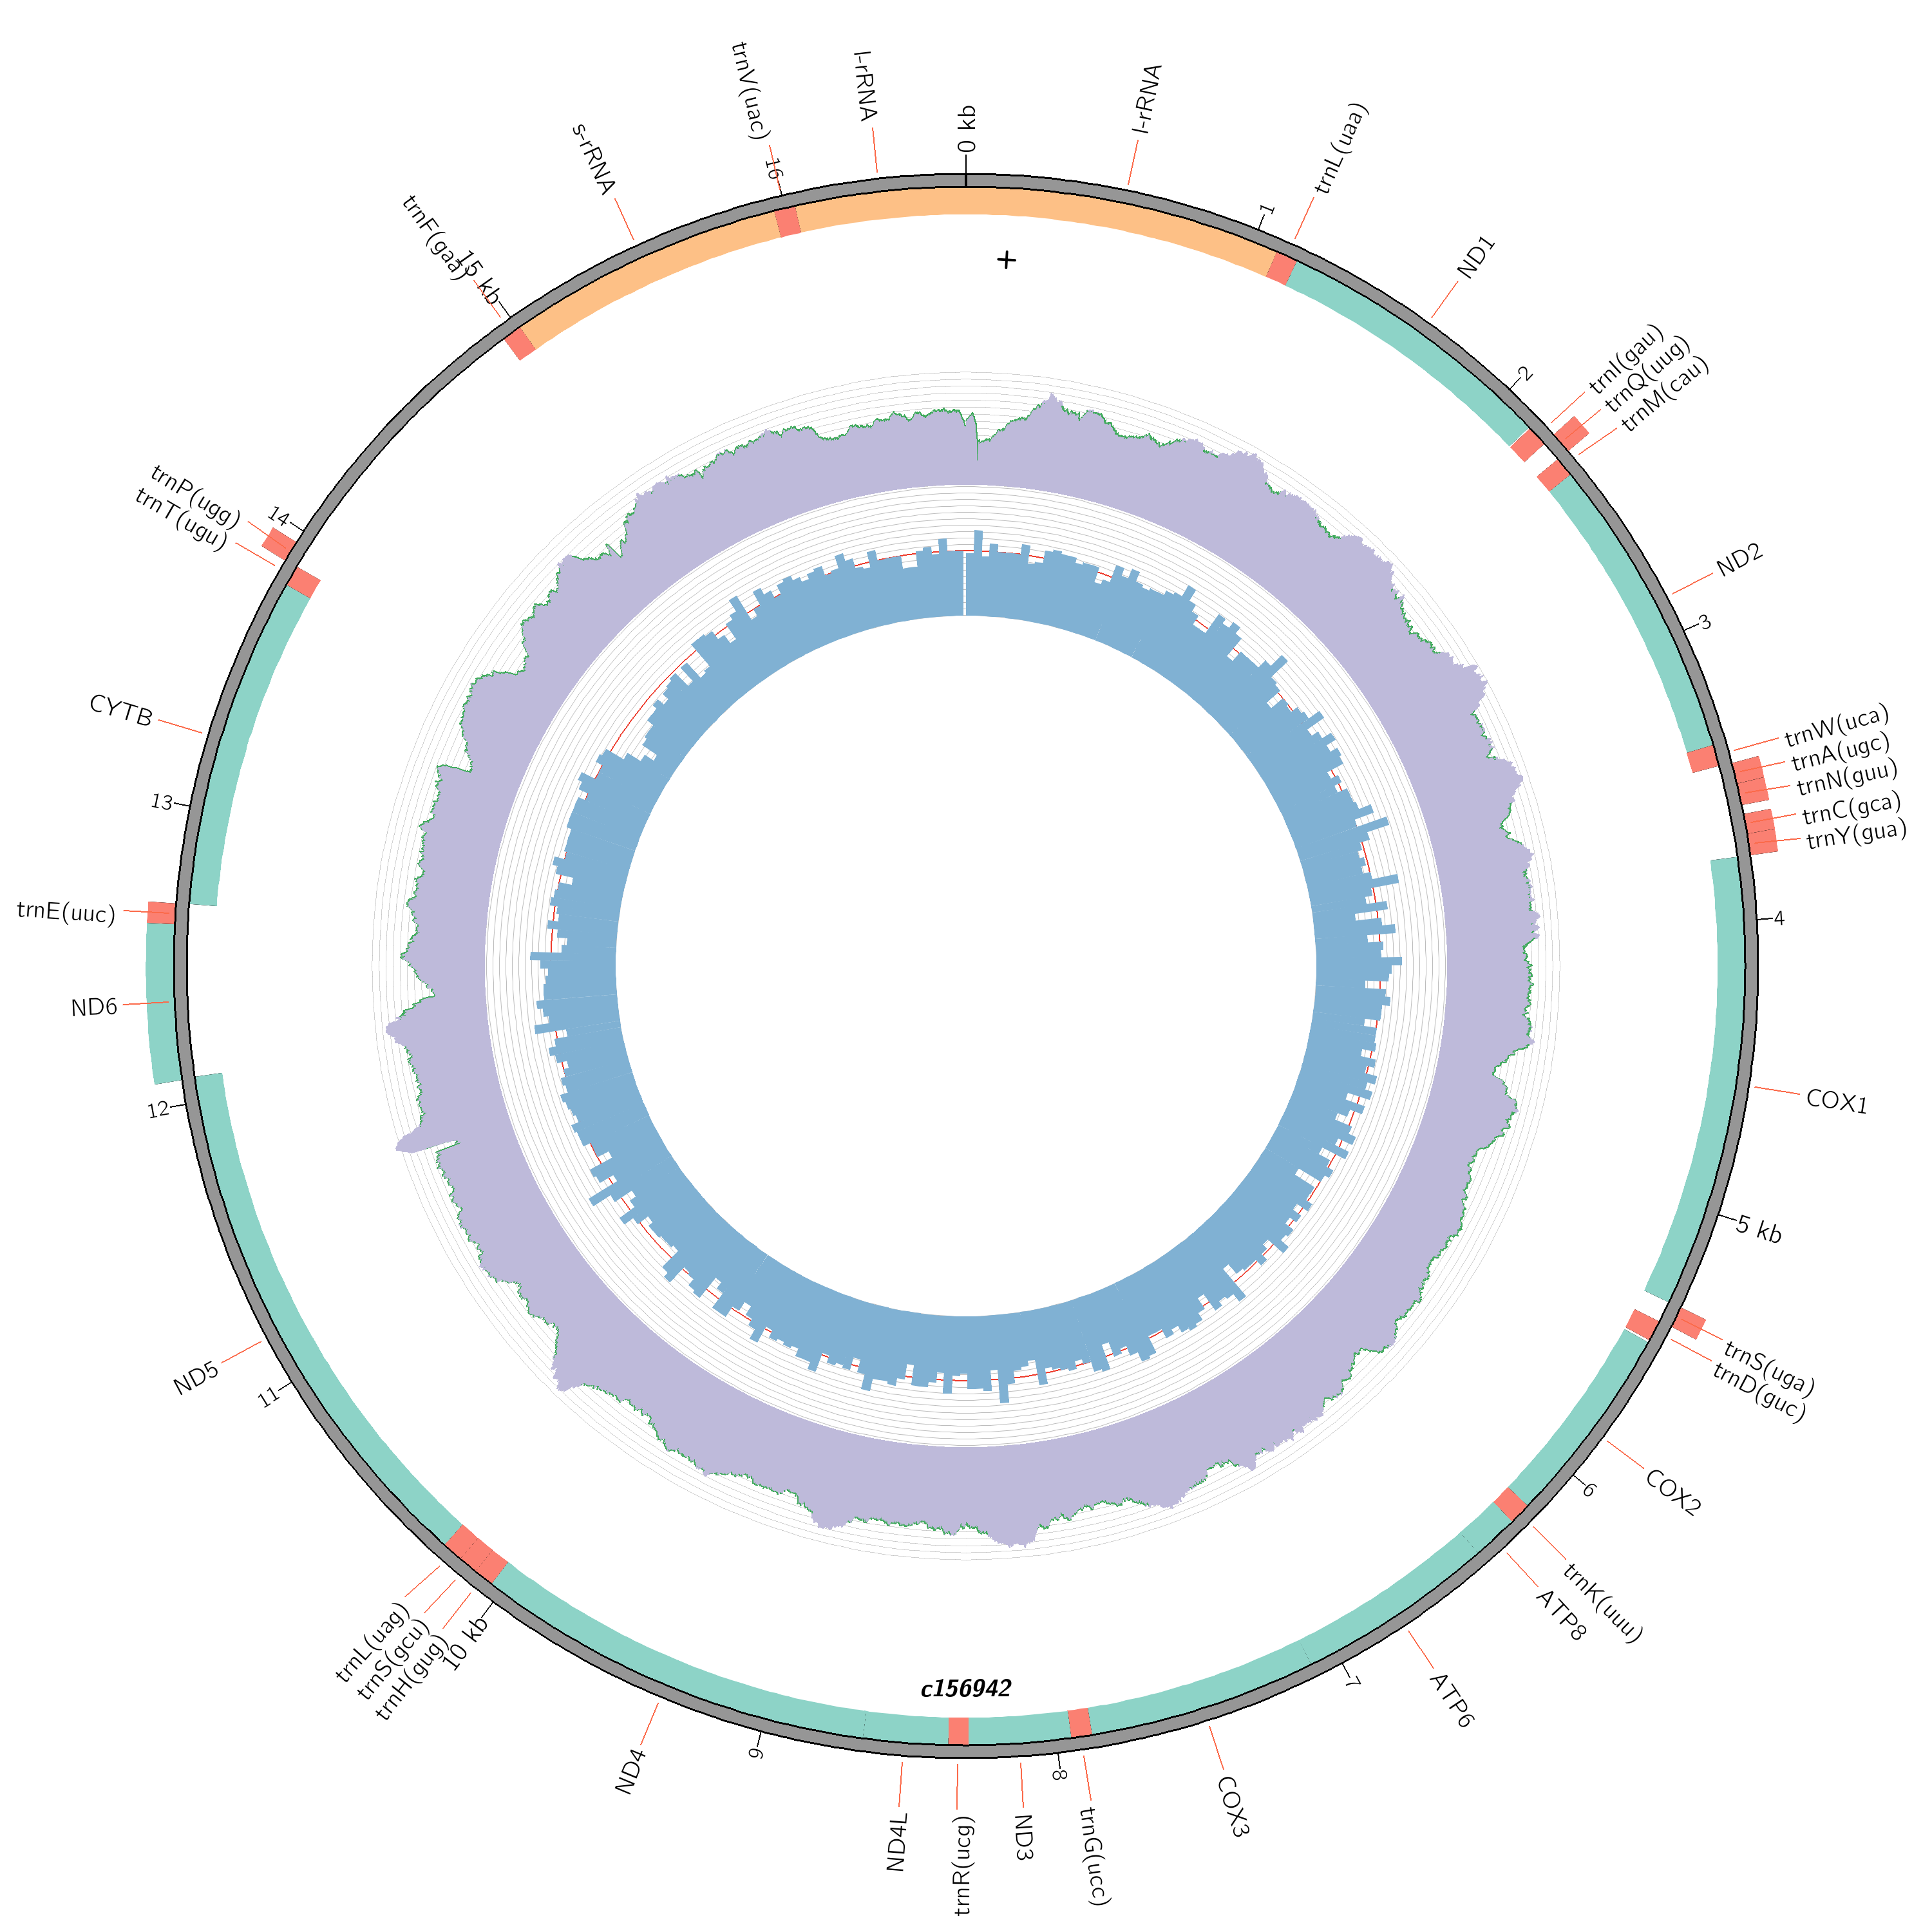 0 kb
l-rRNA
1
trnL(uaa)
ND1
2
trnI(gau)
trnQ(uug)
trnM(cau)
ND2
3
trnW(uca)
trnA(ugc)
trnN(guu)
trnC(gca)
trnY(gua)
4
COX1
5 kb
trnS(uga)
trnD(guc)
COX2
6
trnK(uuu)
ATP8
ATP6
7
COX3
trnG(ucc)
8
ND3
trnR(ucg)
ND4L
9
ND4
10 kb
trnH(gug)
trnS(gcu)
trnL(uag)
11
ND5
12
ND6
trnE(uuc)
13
CYTB
trnT(ugu)
trnP(ugg)
14
15 kb
trnF(gaa)
s-rRNA
16
trnV(uac)
l-rRNA
+
c156942